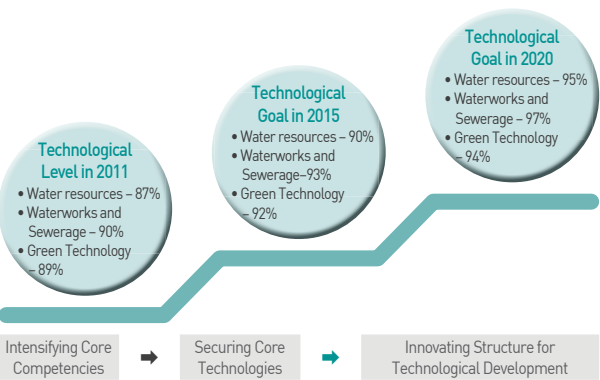 Technological
Level in 2011
• Water resources – 87%
• Waterworks and
Sewerage – 90%
• Green Technology
– 89%
Technological
Goal in 2015
• Water resources – 90%
• Waterworks and
Sewerage–93%
• Green Technology
– 92%
Technological
Goal in 2020
• Water resources – 95%
• Waterworks and
Sewerage – 97%
• Green Technology
– 94%
Intensifying Core
Competencies
Securing Core
Technologies
Innovating Structure for
Technological Development